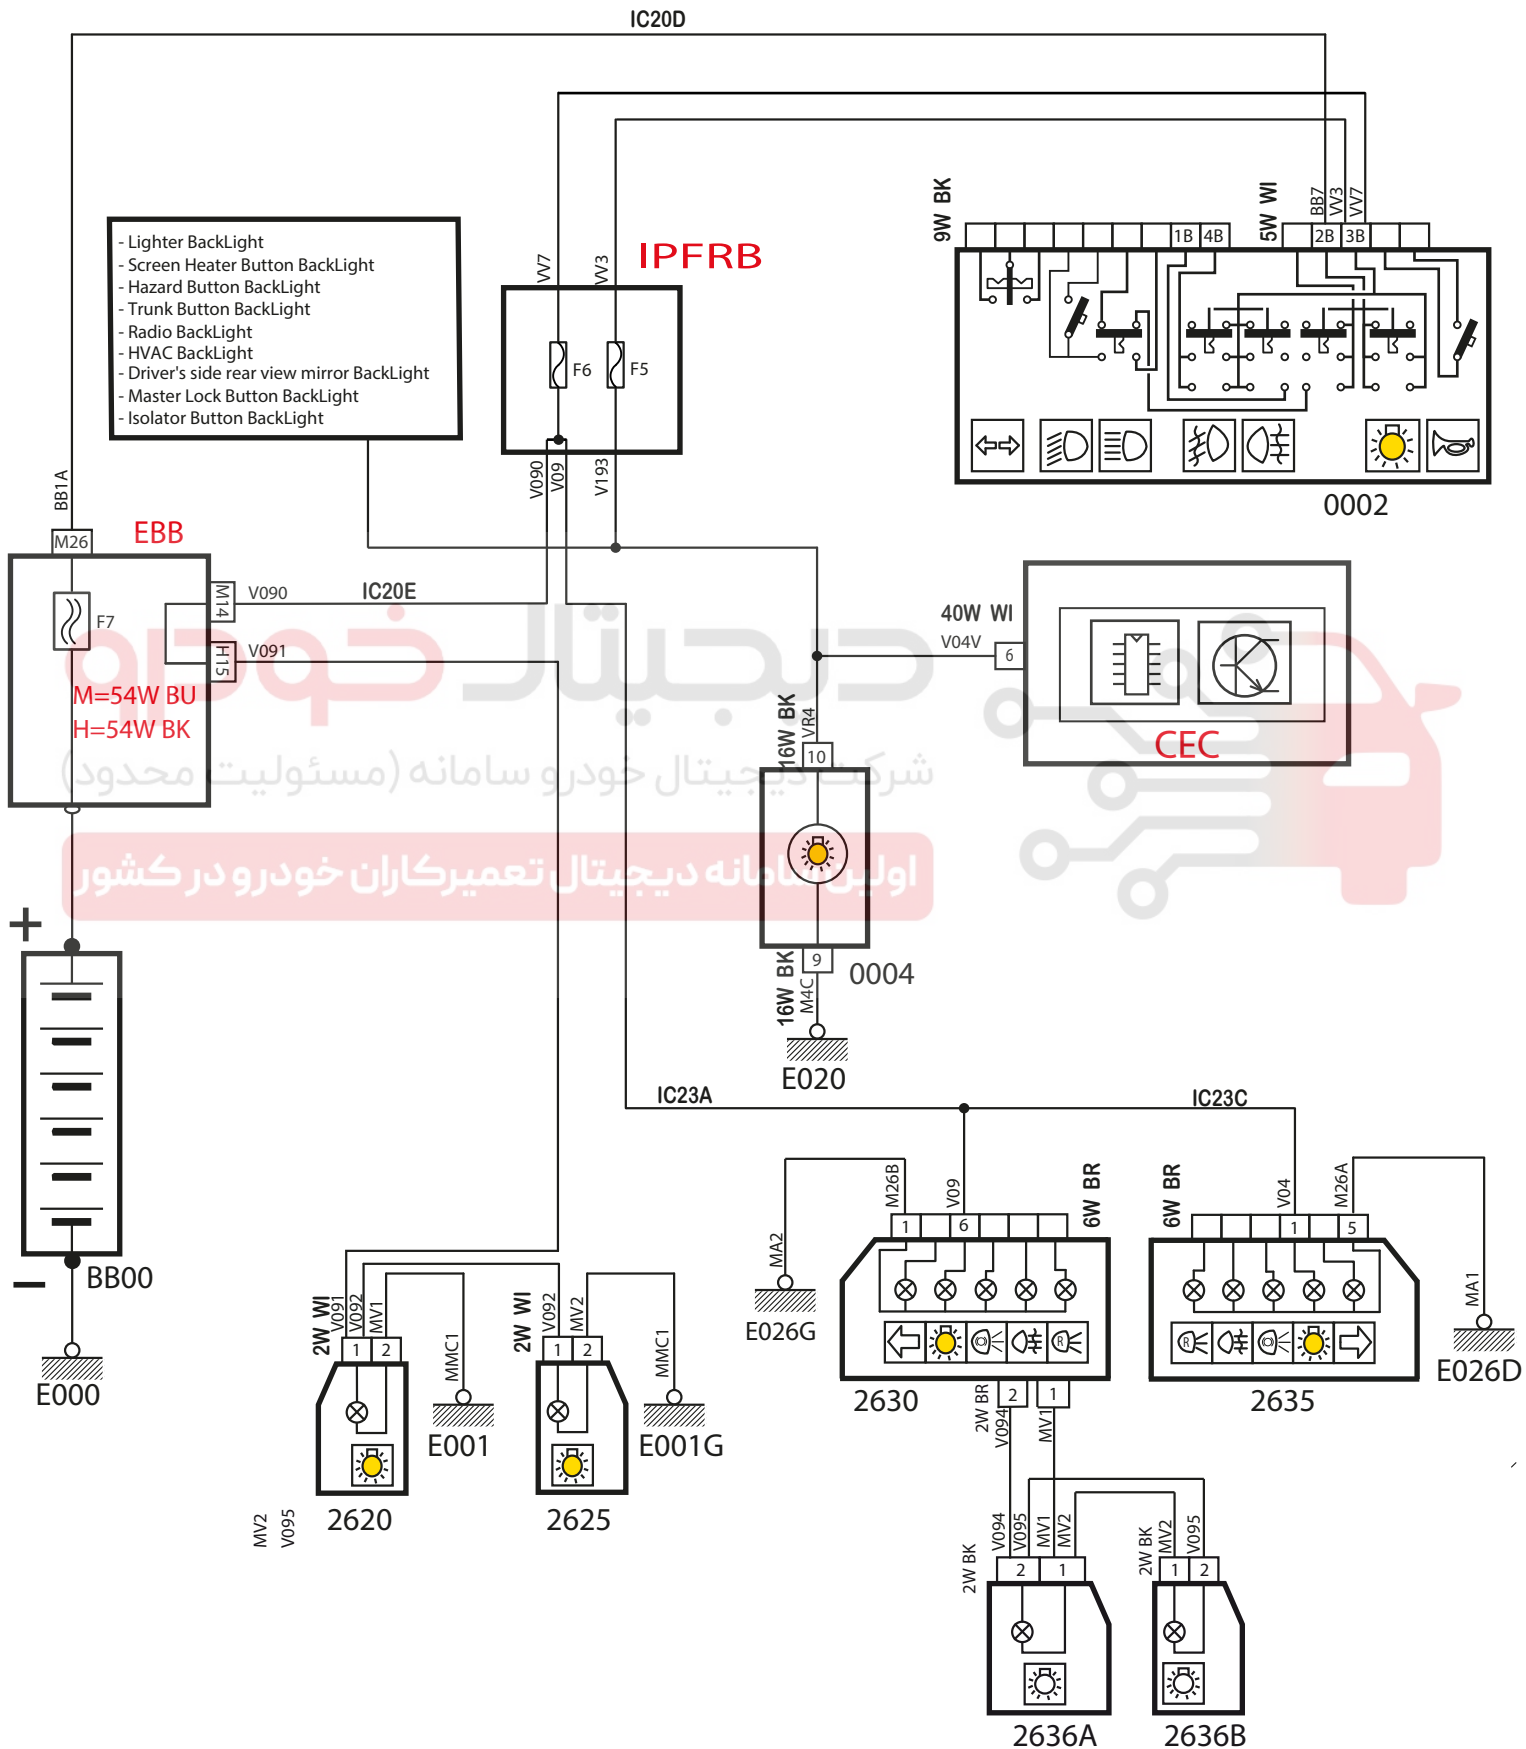 IC20D
9W BK
5W WI
BB7
VV3
VV7
1B
4B
2B
3B
- Lighter BackLight
- Screen Heater Button BackLight
- Hazard Button BackLight
- Trunk Button BackLight
- Radio BackLight
- HVAC BackLight
- Driver's side rear view mirror BackLight
- Master Lock Button BackLight
- Isolator Button BackLight
IPFRB
VV7
VV3
F6
F5
V090
V09
V193
0002
BB1A
M26
EBB
F7
M14
V090
IC20E
H15
V091
M=54W BU
H=54W BK
40W WI
V04V
6
CEC
دیجیتال خودرو
شرکت دیجیتال خودرو سامانه (مسئولیت محدود)
اولین سامانه دیجیتال تعمیرکاران خودرو در کشور
16W BK
VR4
10
9
16W BK
M4C
0004
E020
+
–
BB00
E000
IC23A
IC23C
M26B
V09
6W BR
1
6
MA2
E026G
2630
R
6W BR
V04
M26A
1
5
MA1
E026D
2635
R
2W WI
V091
V092
MV1
1
2
MMC1
E001
2620
2W WI
V092
MV2
1
2
MMC1
E001G
2625
MV2
V095
2W BR
2
1
V094
MV1
2W BK
V094
V095
MV1
MV2
2
1
2636A
2W BK
MV2
V095
1
2
2636B